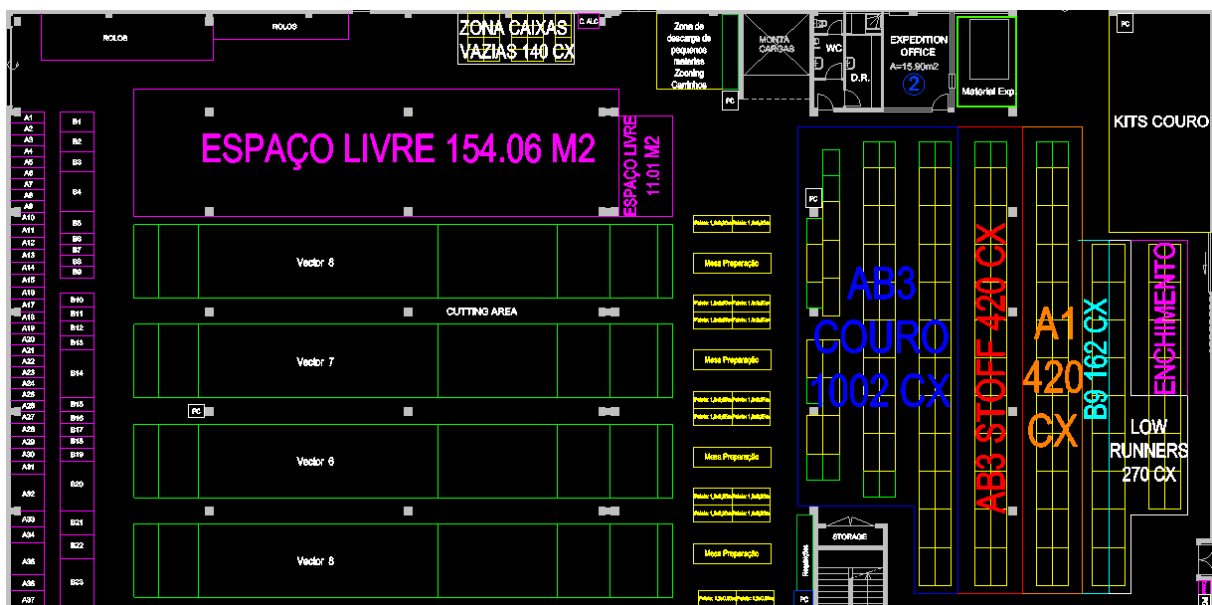 ROLOS
ROLOS
ZONA CAIXAS
VAZIAS 140 CX
C. ALC
Zona de
descarga de
pequenos
materias
Zooning
Carrinhos
MONTA
CARGAS
WC
D.R.
EXPEDITION
OFFICE
A=15.90m2
2
Material Exp
PC
PC
KITS COURO
ESPAÇO LIVRE 154.06 M2
ESPAÇO LIVRE
11.01 M2
A1
A2
A3
A4
A5
A6
A7
A8
A9
A10
A11
A12
A13
A14
A15
A16
A17
A18
A19
A20
A21
A22
A23
A24
A25
A26
A27
A28
A29
A30
A31
A32
A33
A34
A35
A36
A37
B1
B2
B3
B4
B5
B6
B7
B8
B9
B10
B11
B12
B13
B14
B15
B16
B17
B18
B19
B20
B21
B22
B23
Vector 8
CUTTING AREA
Vector 7
PC
Vector 6
Vector 8
Mesa Preparação
Mesa Preparação
Mesa Preparação
Mesa Preparação
PC
AB3
COURO
1002 CX
AB3 STOFF 420 CX
A1
420
CX
B9 162 CX
ENCHIMENTO
LOW
RUNNERS
270 CX
STORAGE
Requisições
PC
PC